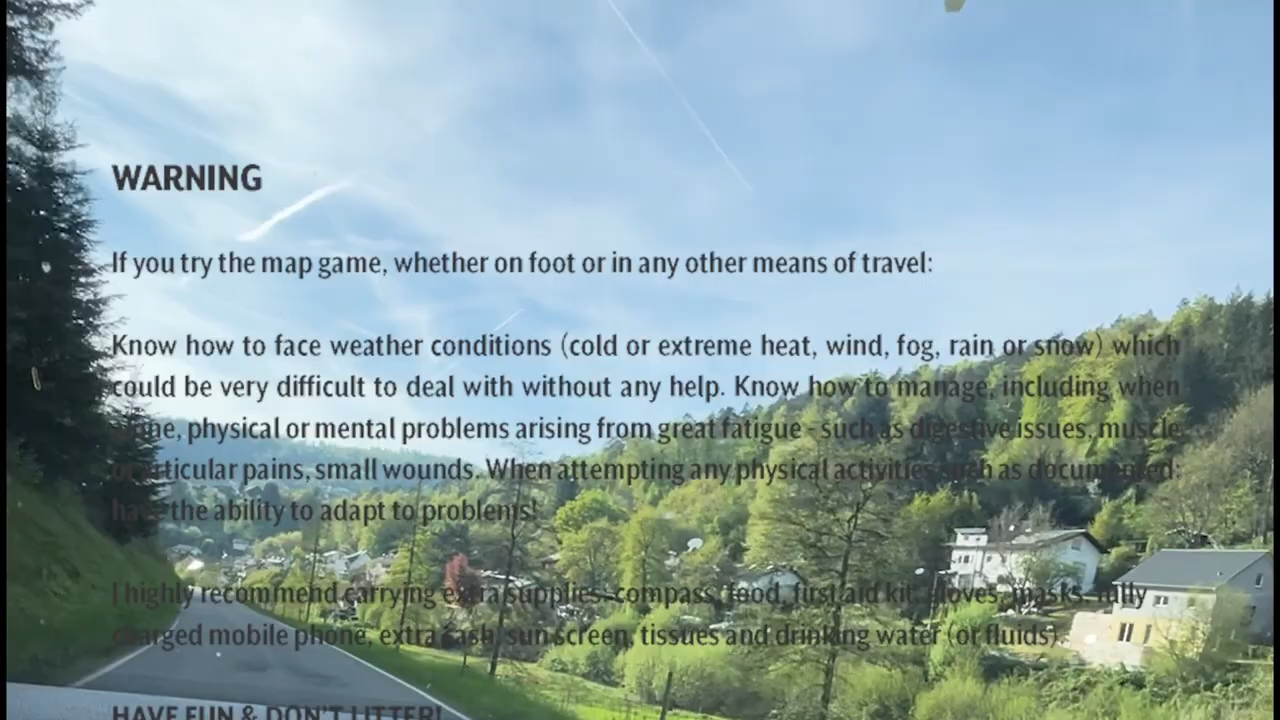 WARNING
If you try the map game, whether on foot or in any other means of travel:
Know how to face weather conditions (cold or extreme heat, wind, fog, rain or snow) which
could be very difficult to deal with without any help. Know how to manage, including when
alone, physical or mental problems arising from great fatigue - such as digestive issues, muscle
or articular pains, small wounds. When attempting any physical activities such as documented:
have the ability to adapt to problems!
I highly recommend carrying extra supplies- compass, food, first aid kit, gloves, masks- fully
charged mobile phone, extra cash, sun screen, tissues and drinking water (or fluids).
HAVE FUN & DON'T LITTER!